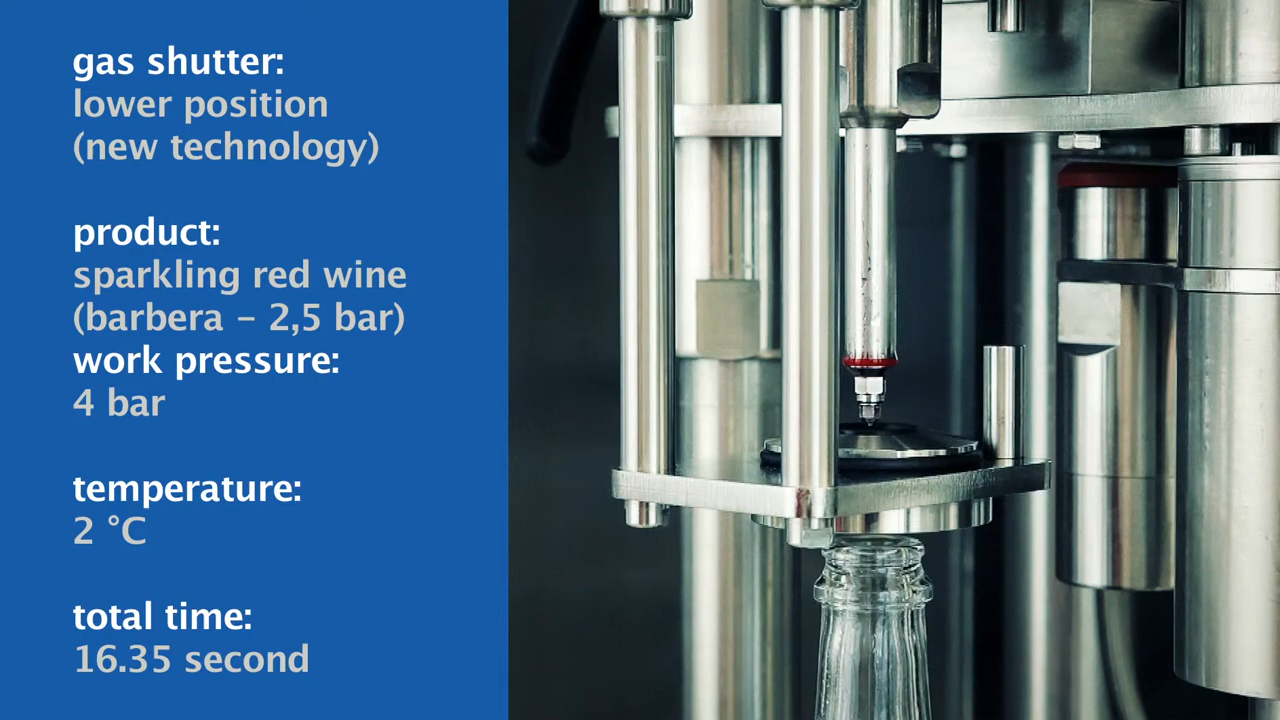 gas shutter:
lower position
(new technology)
product:
sparkling red wine
(barbera – 2,5 bar)
work pressure:
4 bar
temperature:
2 °C
total time:
16.35 second